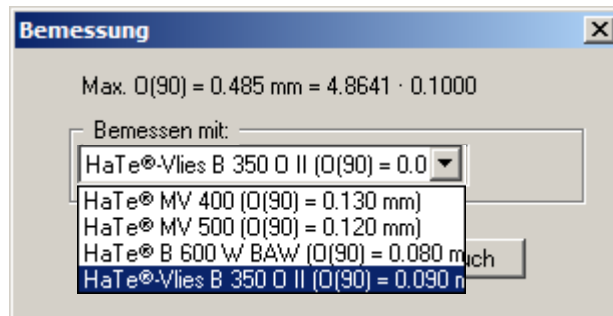 Bemessung
Max. O(90) = 0.485 mm = 4.8641 · 0.1000
Bemessen mit:
HaTe®-Vlies B 350 O II (O(90) = 0.0
HaTe® MV 400 (O(90) = 0.130 mm)
HaTe® MV 500 (O(90) = 0.120 mm)
HaTe® B 600 W BAW (O(90) = 0.080 m
uch
HaTe®-Vlies B 350 O II (O(90) = 0.090 m